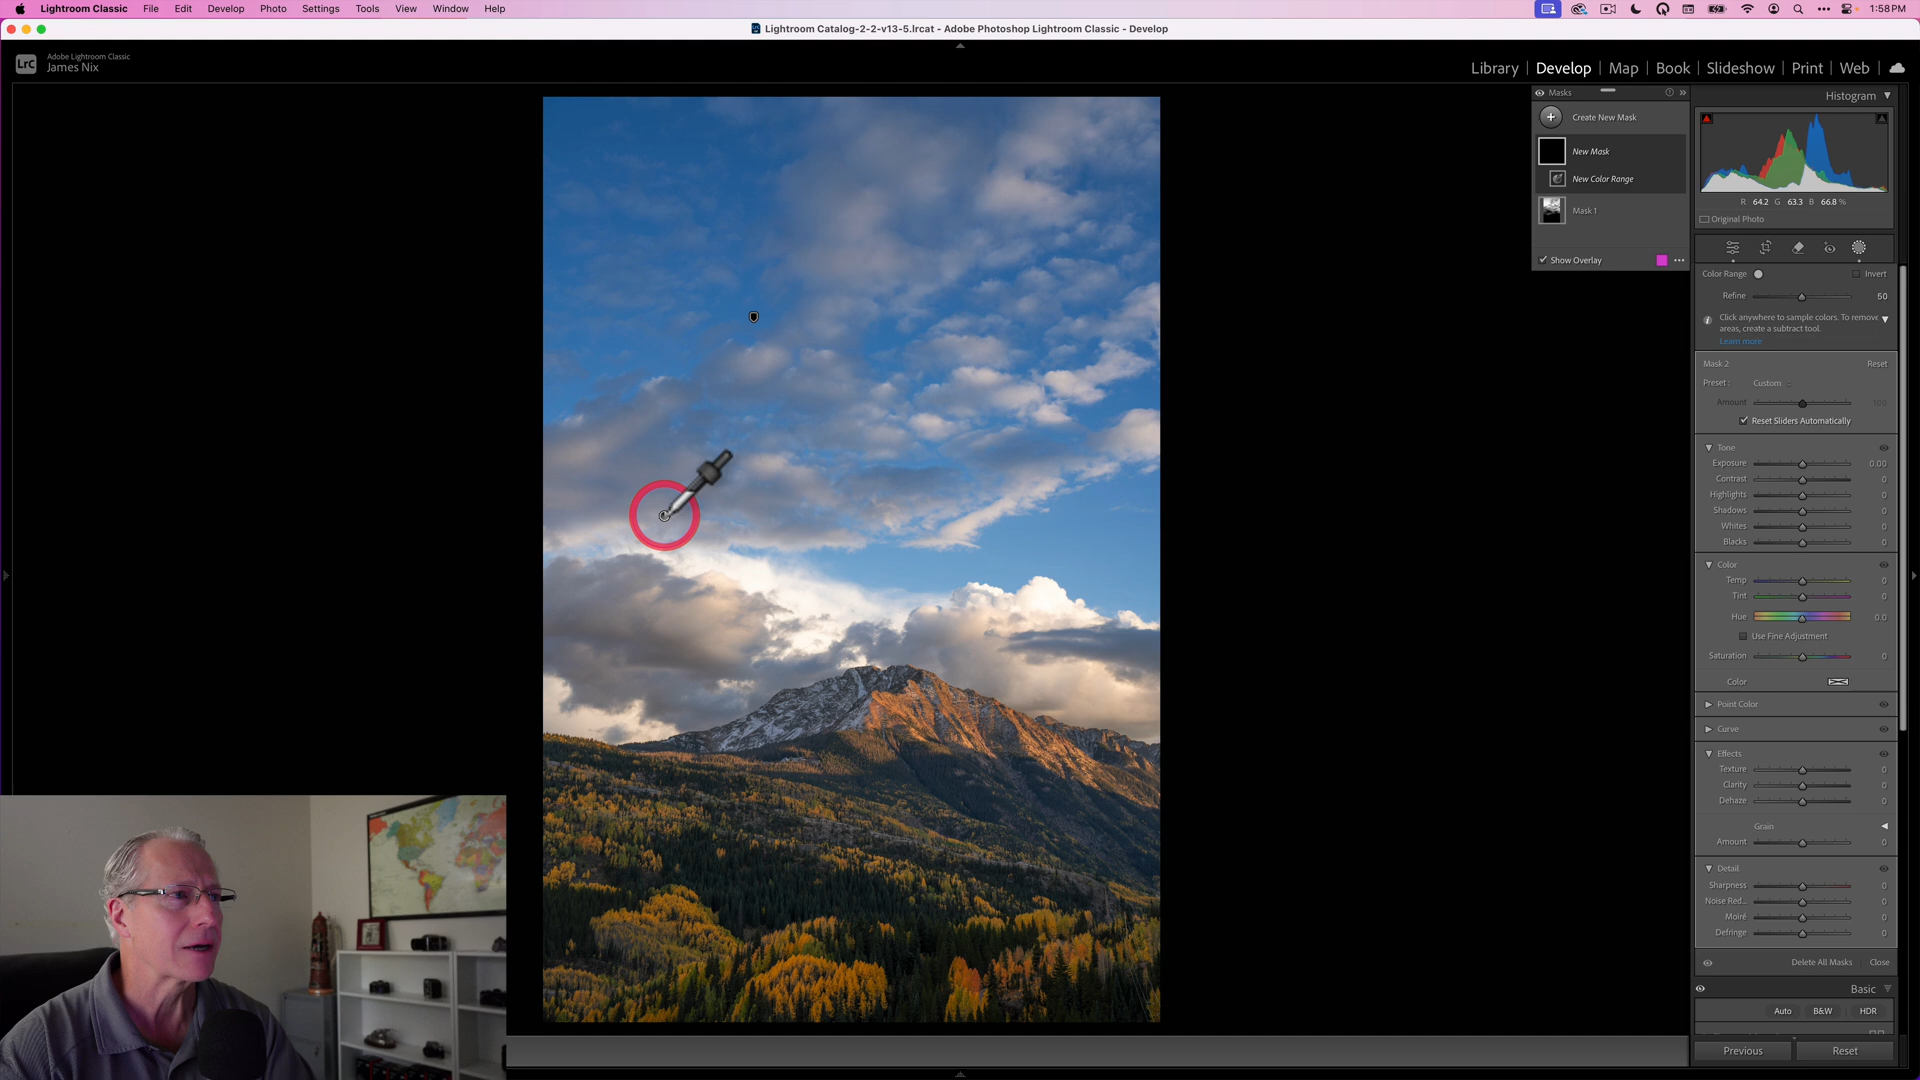 Lightroom Classic File Edit Develop Photo Settings Tools View Window Help 1:58 PM
Lightroom Catalog-2-2-v13-5.lrcat - Adobe Photoshop Lightroom Classic - Develop
LrC
Adobe Lightroom Classic
James Nix
Library | Develop | Map | Book | Slideshow | Print | Web
Masks
Create New Mask
New Mask
New Color Range
Mask 1
Show Overlay
Histogram
R 64.2 G 63.3 B 66.8 %
Original Photo
Color Range Invert
Refine 50
Click anywhere to sample colors. To remove
areas, create a subtract tool.
Learn more
Mask 2 Reset
Preset : Custom
Amount 100
Reset Sliders Automatically
Tone
Exposure 0.00
Contrast 0
Highlights 0
Shadows 0
Whites 0
Blacks 0
Color
Temp 0
Tint 0
Hue 0.0
Use Fine Adjustment
Saturation 0
Color
Point Color
Curve
Effects
Texture 0
Clarity 0
Dehaze 0
Grain
Amount 0
Detail
Sharpness 0
Noise Red... 0
Moiré 0
Defringe 0
Delete All Masks Close
Basic
Auto B&W HDR
Previous Reset